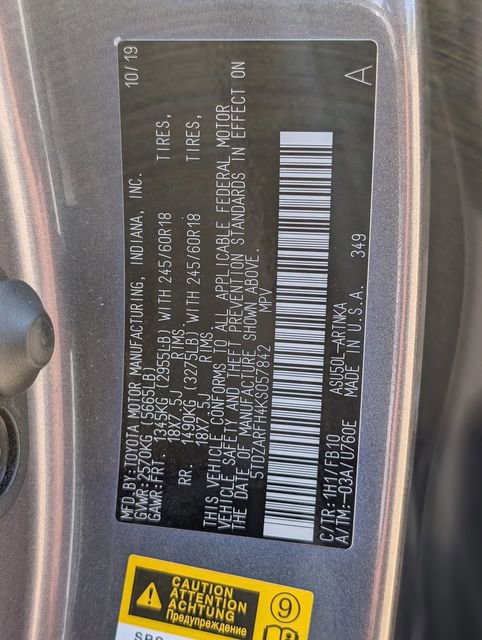 MFD.BY:TOYOTA MOTOR MANUFACTURING, INDIANA, INC. 10/19
GVWR:2570KG (5665LB)
GAWR:FRT. 1345KG (2955LB) WITH 245/60R18 TIRES,
18X7.5J RIMS
RR. 1490KG (3275LB) WITH 245/60R18 TIRES,
18X7.5J RIMS
THIS VEHICLE CONFORMS TO ALL APPLICABLE FEDERAL MOTOR
VEHICLE SAFETY AND THEFT PREVENTION STANDARDS IN EFFECT ON
THE DATE OF MANUFACTURE SHOWN ABOVE.
5TDZARFH4KS057842 MPV
C/TR:1H1/FB10 ASU50L-ARTNKA A
A/TM:-03A/U760E MADE IN U.S.A. 349
CAUTION
ATTENTION
ACHTUNG
Предупреждение
9
SRS